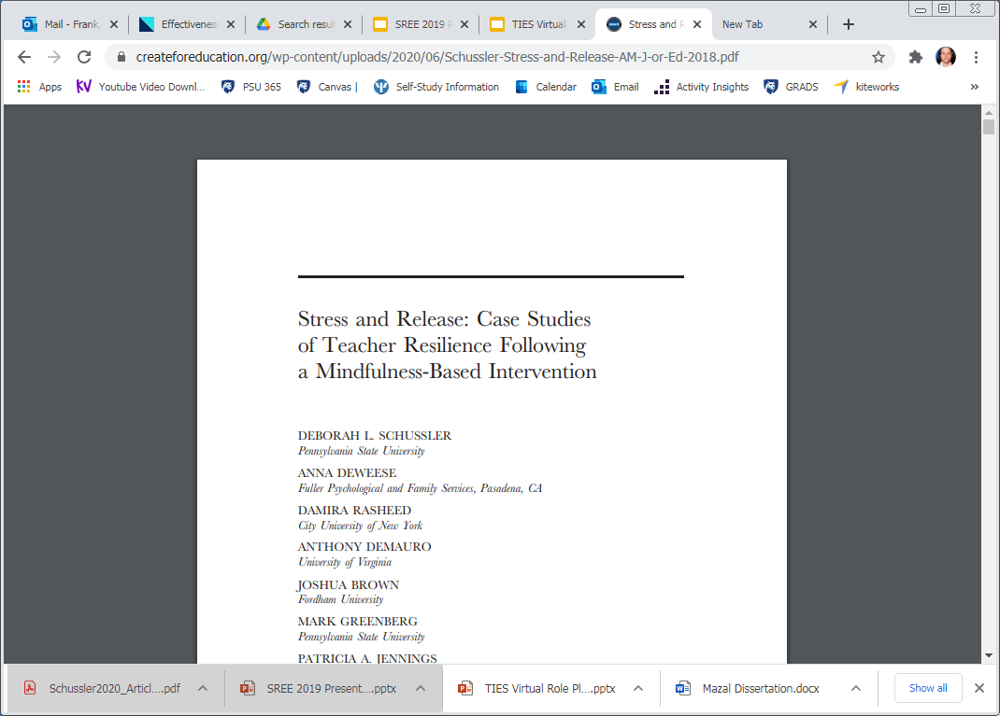 Mail - Frank, Effectiveness Search resul SREE 2019 P TIES Virtual Stress and R New Tab
createforeducation.org/wp-content/uploads/2020/06/Schussler-Stress-and-Release-AM-J-or-Ed-2018.pdf
Apps Youtube Video Downl... PSU 365 Canvas | Self-Study Information Calendar Email Activity Insights GRADS kiteworks »
Stress and Release: Case Studies
of Teacher Resilience Following
a Mindfulness-Based Intervention
DEBORAH L. SCHUSSLER
Pennsylvania State University
ANNA DEWEESE
Fuller Psychological and Family Services, Pasadena, CA
DAMIRA RASHEED
City University of New York
ANTHONY DEMAURO
University of Virginia
JOSHUA BROWN
Fordham University
MARK GREENBERG
Pennsylvania State University
PATRICIA A. JENNINGS
Schussler2020_Articl....pdf SREE 2019 Present....pptx TIES Virtual Role Pl....pptx Mazal Dissertation.docx Show all